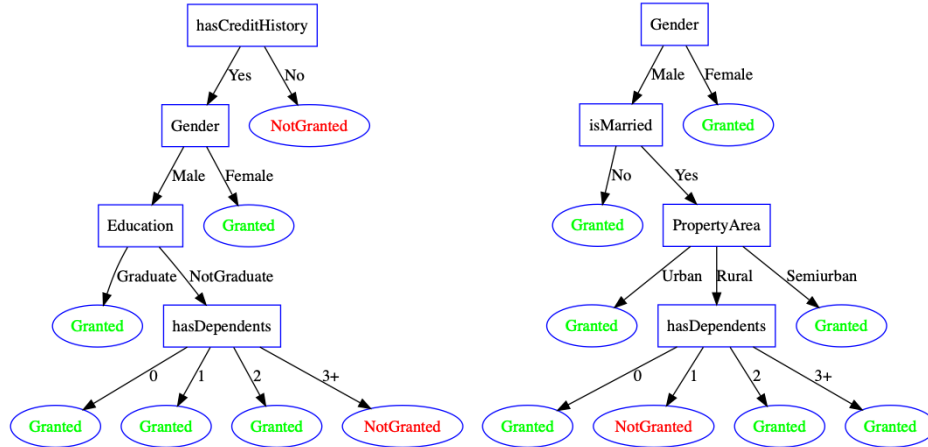 hasCreditHistory
Yes
No
Gender
NotGranted
Male
Female
Education
Granted
Graduate
NotGraduate
Granted
hasDependents
0
1
2
3+
Granted
Granted
Granted
NotGranted
Gender
Male
Female
isMarried
Granted
No
Yes
Granted
PropertyArea
Urban
Rural
Semiurban
Granted
hasDependents
Granted
0
1
2
3+
Granted
NotGranted
Granted
Granted